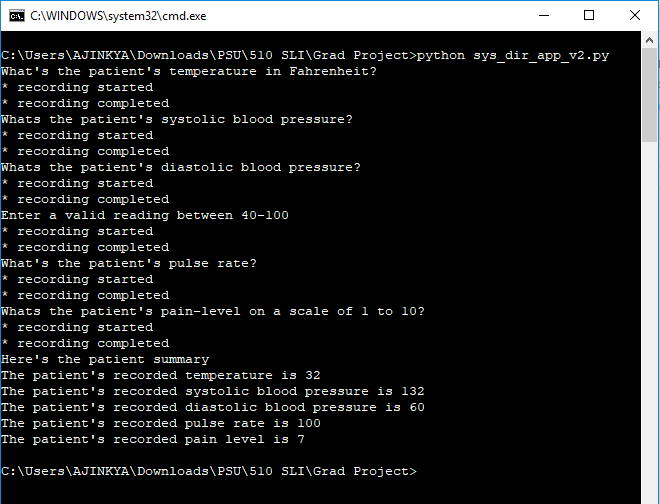 C:\WINDOWS\system32\cmd.exe
C:\Users\AJINKYA\Downloads\PSU\510 SLI\Grad Project>python sys_dir_app_v2.py
What's the patient's temperature in Fahrenheit?
* recording started
* recording completed
Whats the patient's systolic blood pressure?
* recording started
* recording completed
Whats the patient's diastolic blood pressure?
* recording started
* recording completed
Enter a valid reading between 40-100
* recording started
* recording completed
What's the patient's pulse rate?
* recording started
* recording completed
Whats the patient's pain-level on a scale of 1 to 10?
* recording started
* recording completed
Here's the patient summary
The patient's recorded temperature is 32
The patient's recorded systolic blood pressure is 132
The patient's recorded diastolic blood pressure is 60
The patient's recorded pulse rate is 100
The patient's recorded pain level is 7
C:\Users\AJINKYA\Downloads\PSU\510 SLI\Grad Project>